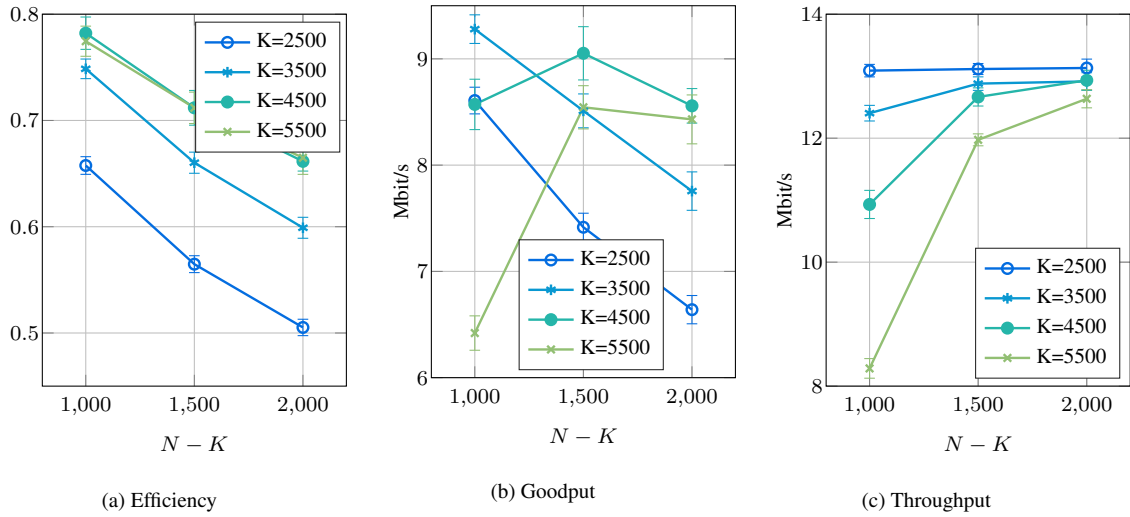 0.8
0.7
0.6
0.5
1,000
1,500
2,000
N − K
K=2500
K=3500
K=4500
K=5500
(a) Efficiency
9
8
7
6
Mbit/s
1,000
1,500
2,000
N − K
K=2500
K=3500
K=4500
K=5500
(b) Goodput
14
12
10
8
Mbit/s
1,000
1,500
2,000
N − K
K=2500
K=3500
K=4500
K=5500
(c) Throughput